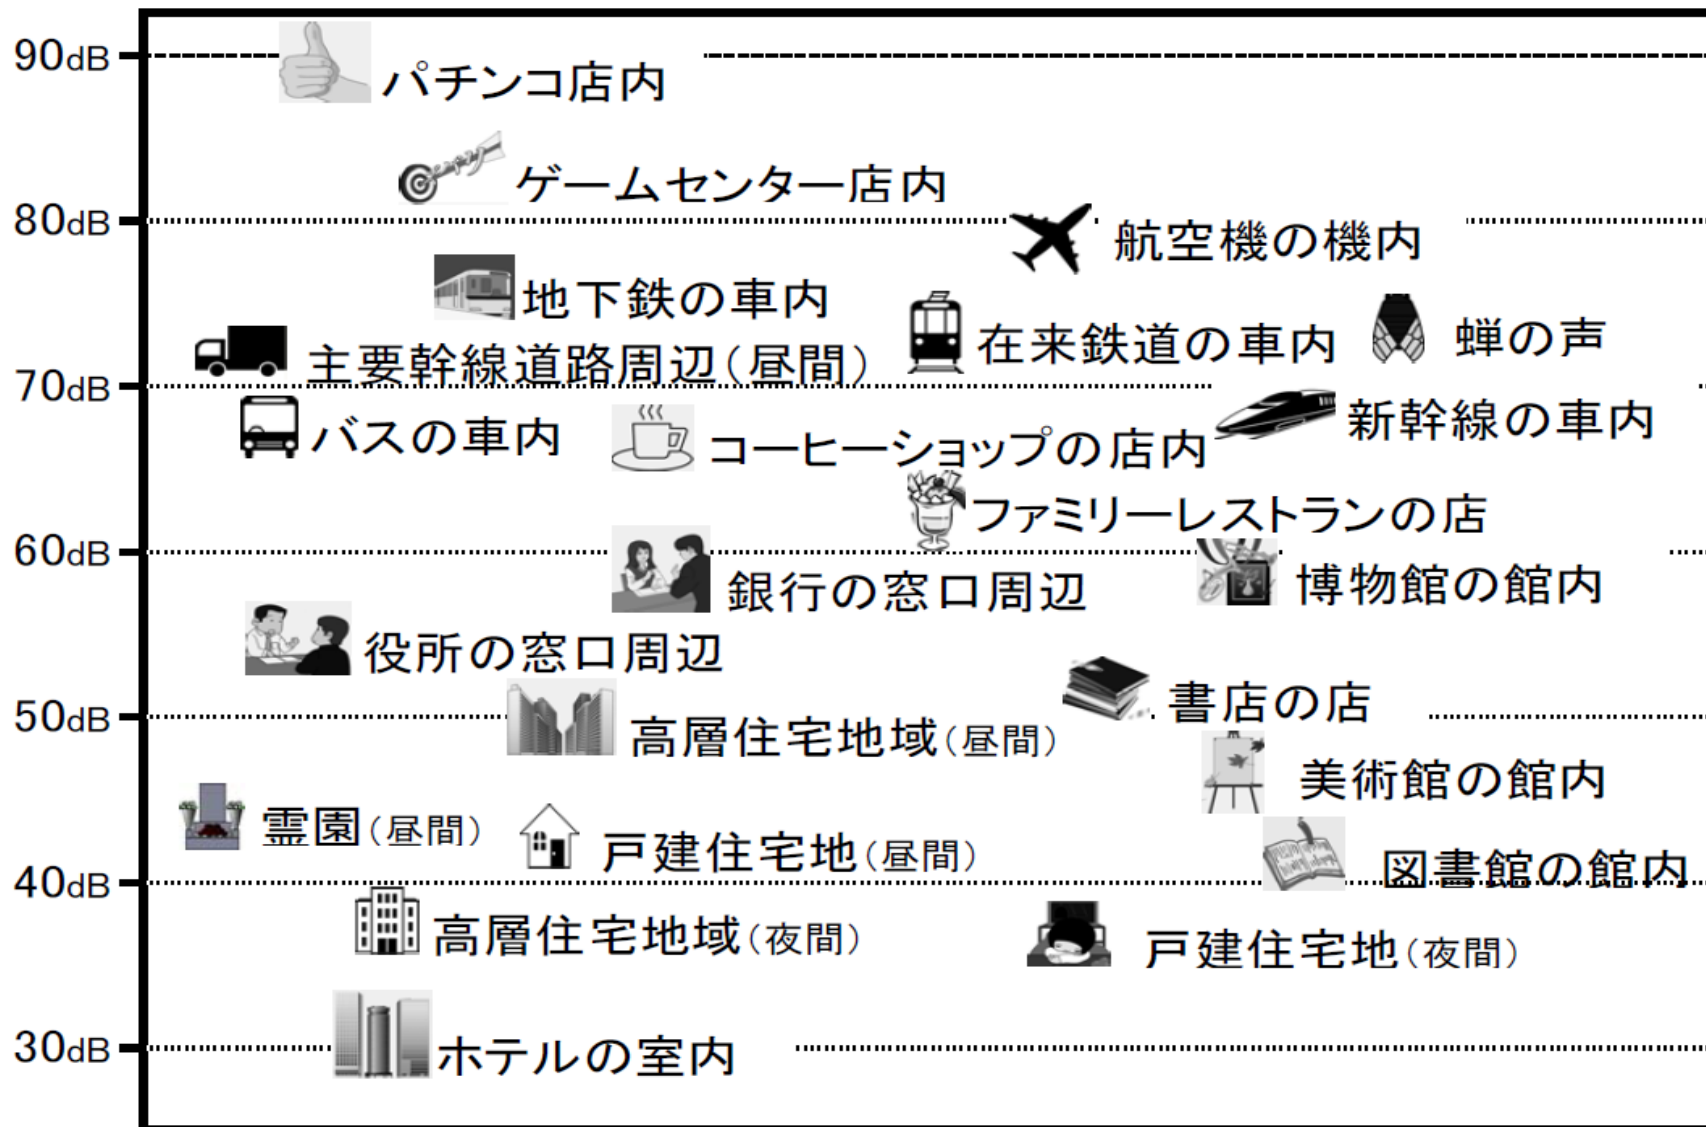 90dB
パチンコ店内
ゲームセンター店内
80dB
航空機の機内
地下鉄の車内
在来鉄道の車内
蝉の声
主要幹線道路周辺(昼間)
70dB
新幹線の車内
バスの車内
コーヒーショップの店内
ファミリーレストランの店
60dB
銀行の窓口周辺
博物館の館内
役所の窓口周辺
書店の店
50dB
高層住宅地域(昼間)
美術館の館内
霊園(昼間)
戸建住宅地(昼間)
図書館の館内
40dB
高層住宅地域(夜間)
戸建住宅地(夜間)
30dB
ホテルの室内